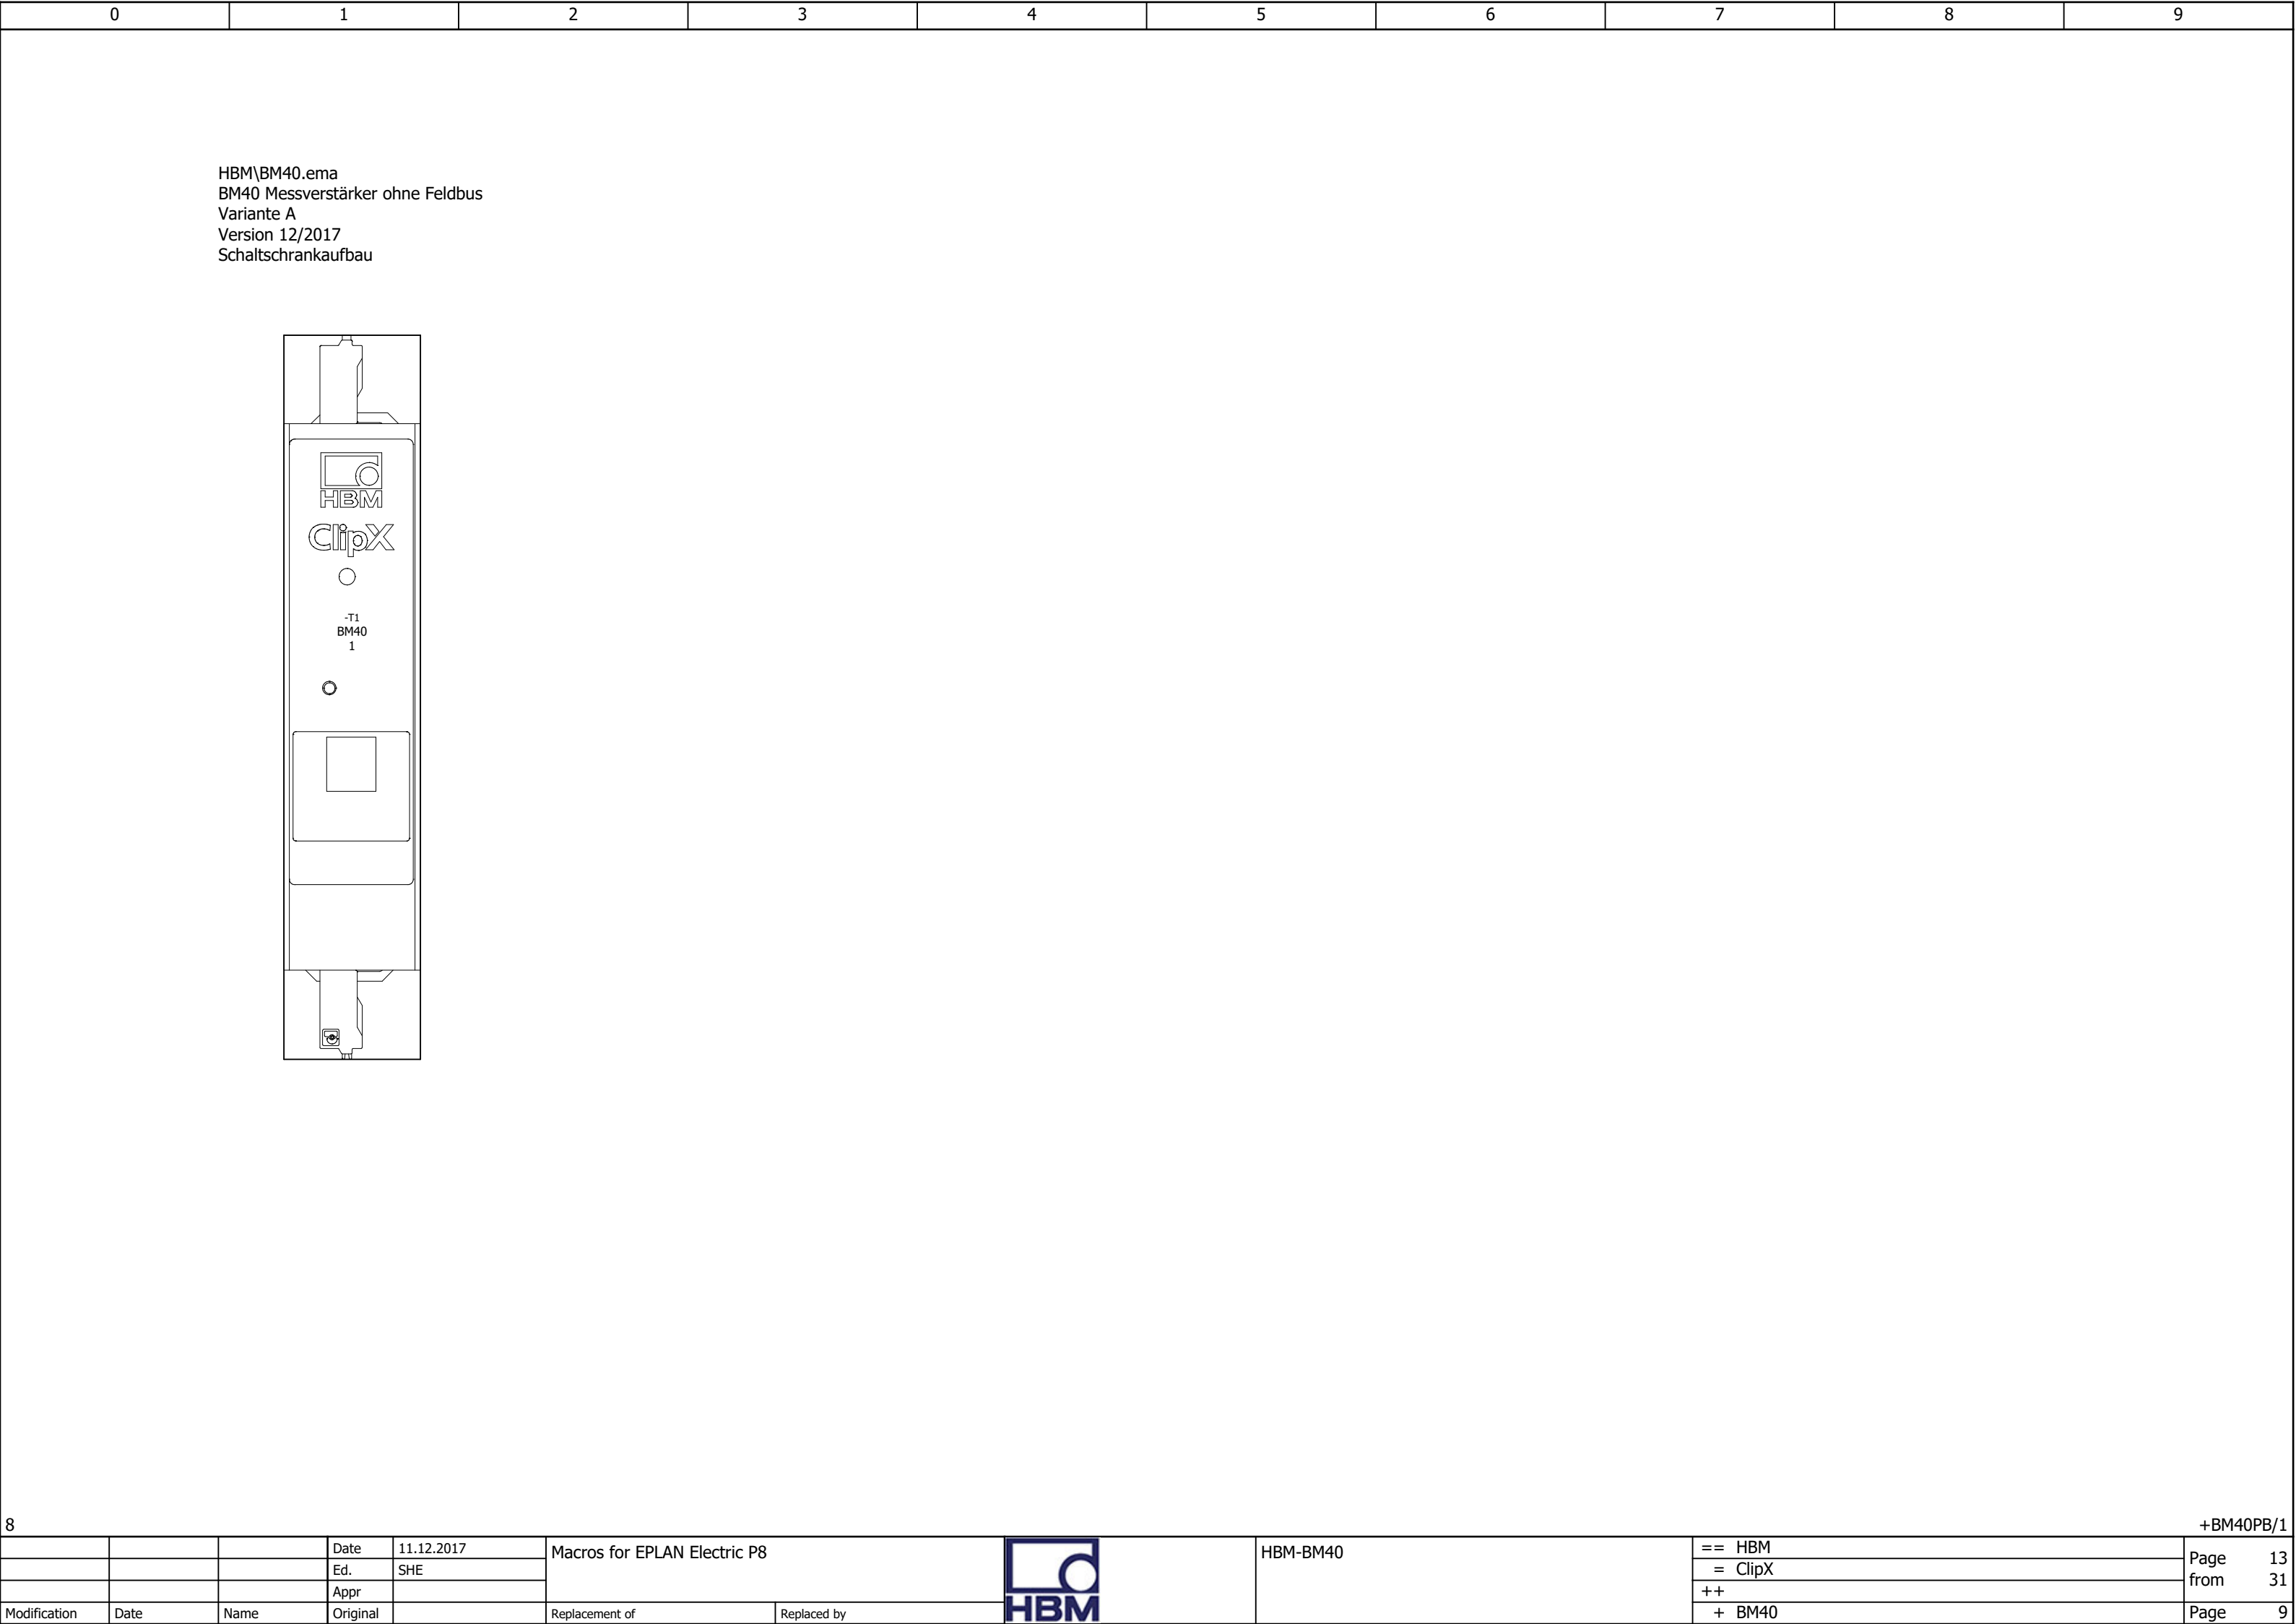 0 1 2 3 4 5 6 7 8 9
HBM\BM40.ema
BM40 Messverstärker ohne Feldbus
Variante A
Version 12/2017
Schaltschrankaufbau
HBM
ClipX
-T1
BM40
1
8 +BM40PB/1
Date 11.12.2017 Macros for EPLAN Electric P8 HBM-BM40 == HBM Page 13
Ed. SHE = ClipX from 31
Appr ++
HBM
Modification Date Name Original Replacement of Replaced by + BM40 Page 9